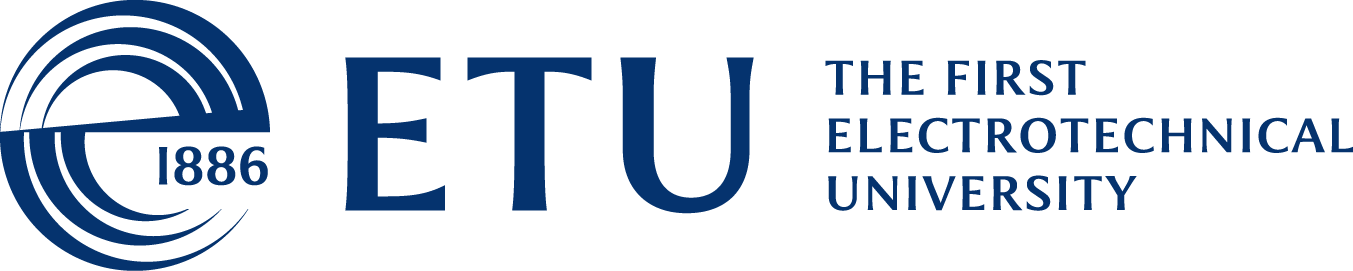 1886
ETU
THE FIRST
ELECTROTECHNICAL
UNIVERSITY